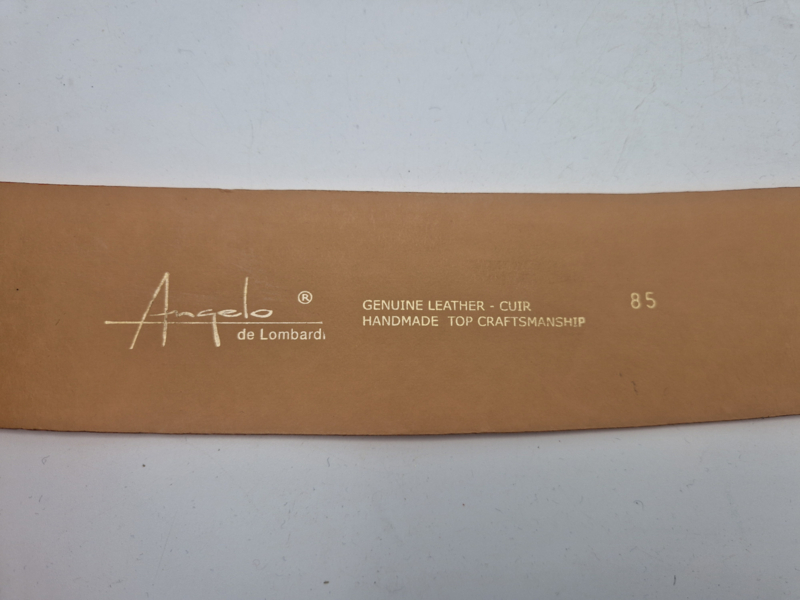 Angelo ®
de Lombardi
GENUINE LEATHER - CUIR
HANDMADE TOP CRAFTSMANSHIP
85